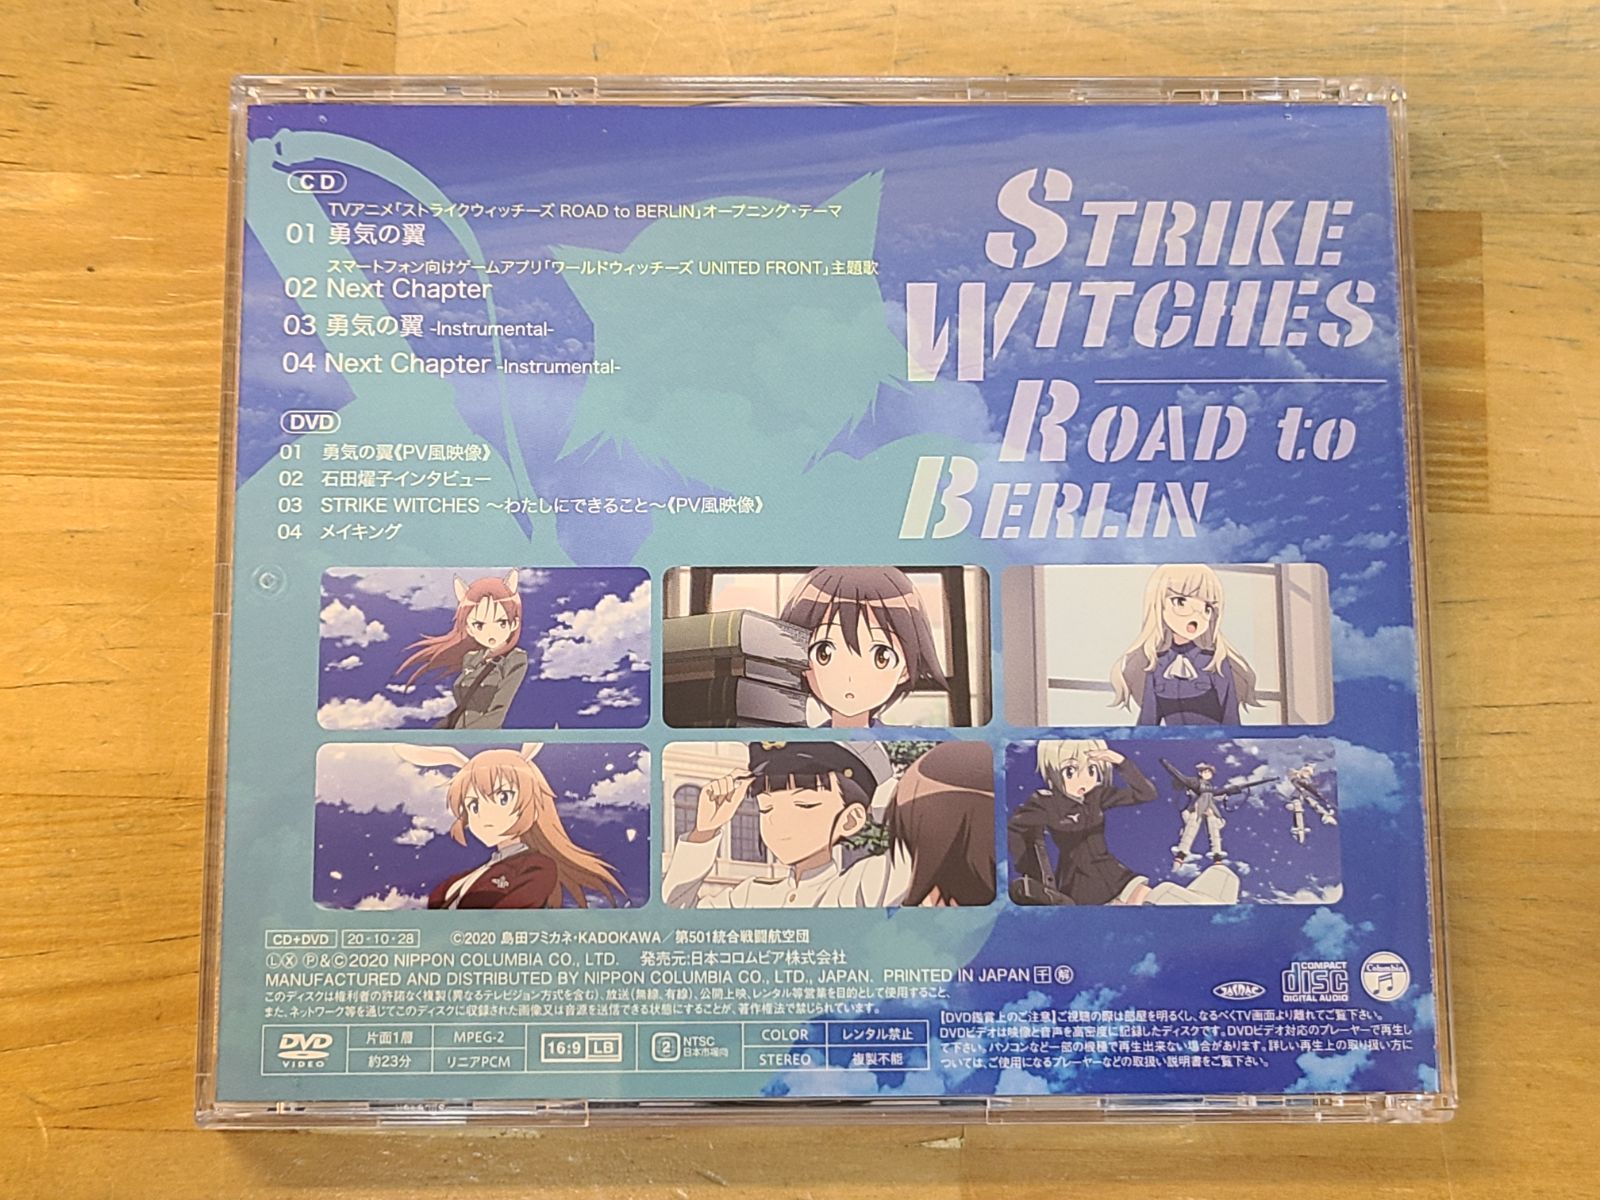 CD
TVアニメ「ストライクウィッチーズ ROAD to BERLIN」オープニング・テーマ
01 勇気の翼
スマートフォン向けゲームアプリ「ワールドウィッチーズ UNITED FRONT」主題歌
02 Next Chapter
03 勇気の翼 -Instrumental-
04 Next Chapter -Instrumental-
DVD
01 勇気の翼《PV風映像》
02 石田燿子インタビュー
03 STRIKE WITCHES 〜わたしにできること〜《PV風映像》
04 メイキング
STRIKE
WITCHES
ROAD to
BERLIN
CD+DVD 20・10・28 ©2020 島田フミカネ・KADOKAWA／第501統合戦闘航空団
Ⓛ Ⓧ Ⓟ&©2020 NIPPON COLUMBIA CO., LTD. 発売元:日本コロムビア株式会社
MANUFACTURED AND DISTRIBUTED BY NIPPON COLUMBIA CO., LTD., JAPAN. PRINTED IN JAPAN 干 解
このディスクは権利者の許諾なく複製(異なるテレビジョン方式を含む)、放送(無線、有線)、公開上映、レンタル等営業を目的として使用すること、
また、ネットワーク等を通じてこのディスクに収録された画像又は音源を送信できる状態にすることが、著作権法で禁じられています。
DVD VIDEO
片面1層 MPEG-2
約23分 リニアPCM
16:9 LB
2 NTSC 日本市場向
COLOR レンタル禁止
STEREO 複製不能
JASRAC
COMPACT disc DIGITAL AUDIO
Columbia
【DVD鑑賞上のご注意】ご視聴の際は部屋を明るくし、なるべくTV画面より離れてご覧下さい。
DVDビデオは映像と音声を高密度に記録したディスクです。DVDビデオ対応のプレーヤーで再生し
て下さい。パソコンなど一部の機種で再生出来ない場合があります。詳しい再生上の取り扱い方に
ついては、ご使用になるプレーヤーなどの取扱い説明書をご覧下さい。